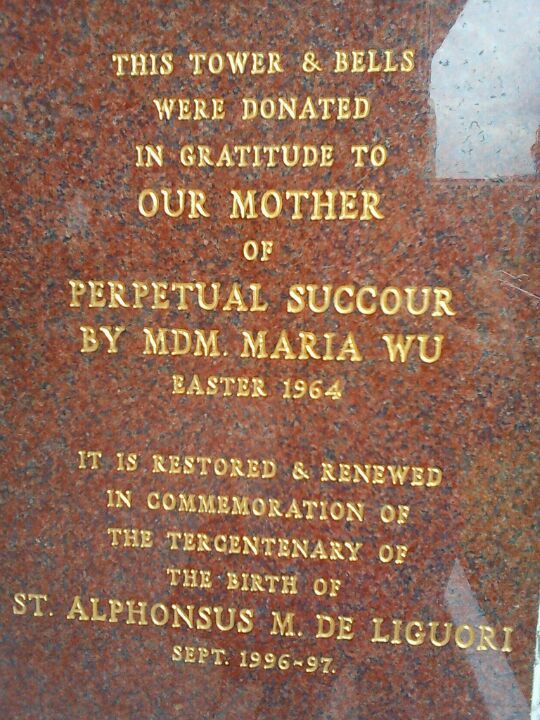 THIS TOWER & BELLS
WERE DONATED
IN GRATITUDE TO
OUR MOTHER
OF
PERPETUAL SUCCOUR
BY MDM. MARIA WU
EASTER 1964
IT IS RESTORED & RENEWED
IN COMMEMORATION OF
THE TERCENTENARY OF
THE BIRTH OF
ST. ALPHONSUS M. DE LIGUORI
SEPT. 1996-97.